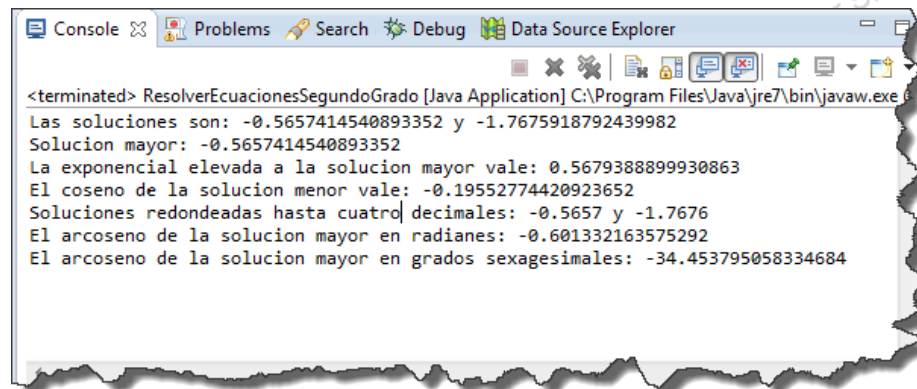 Console Problems Search Debug Data Source Explorer
<terminated> ResolverEcuacionesSegundoGrado [Java Application] C:\Program Files\Java\jre7\bin\javaw.exe
Las soluciones son: -0.5657414540893352 y -1.7675918792439982
Solucion mayor: -0.5657414540893352
La exponencial elevada a la solucion mayor vale: 0.5679388899930863
El coseno de la solucion menor vale: -0.19552774420923652
Soluciones redondeadas hasta cuatro decimales: -0.5657 y -1.7676
El arcoseno de la solucion mayor en radianes: -0.601332163575292
El arcoseno de la solucion mayor en grados sexagesimales: -34.453795058334684